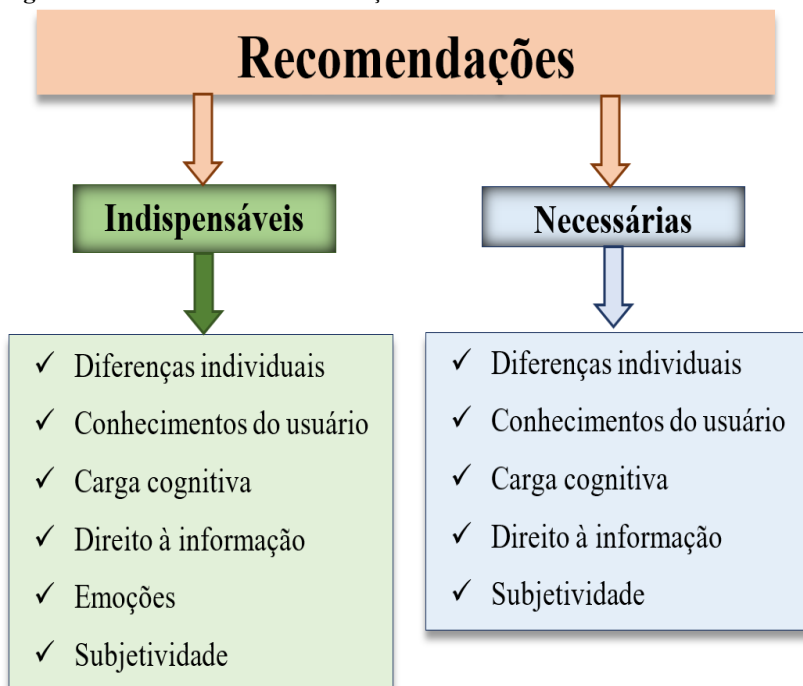 Recomendações
Indispensáveis
Necessárias
✓ Diferenças individuais
✓ Conhecimentos do usuário
✓ Carga cognitiva
✓ Direito à informação
✓ Emoções
✓ Subjetividade
✓ Diferenças individuais
✓ Conhecimentos do usuário
✓ Carga cognitiva
✓ Direito à informação
✓ Subjetividade